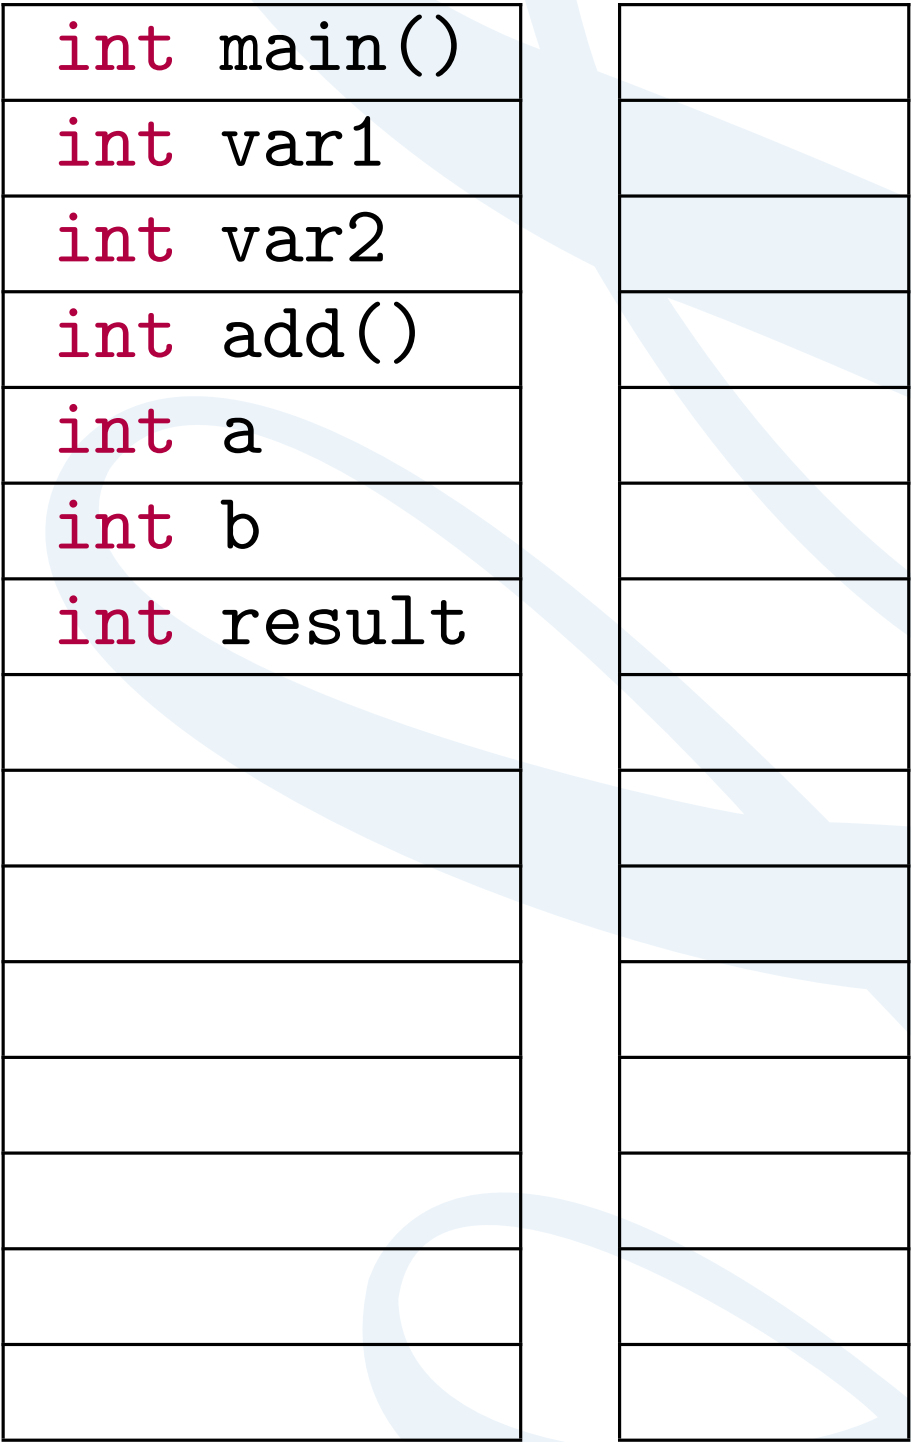 int main()
int var1
int var2
int add()
int a
int b
int result